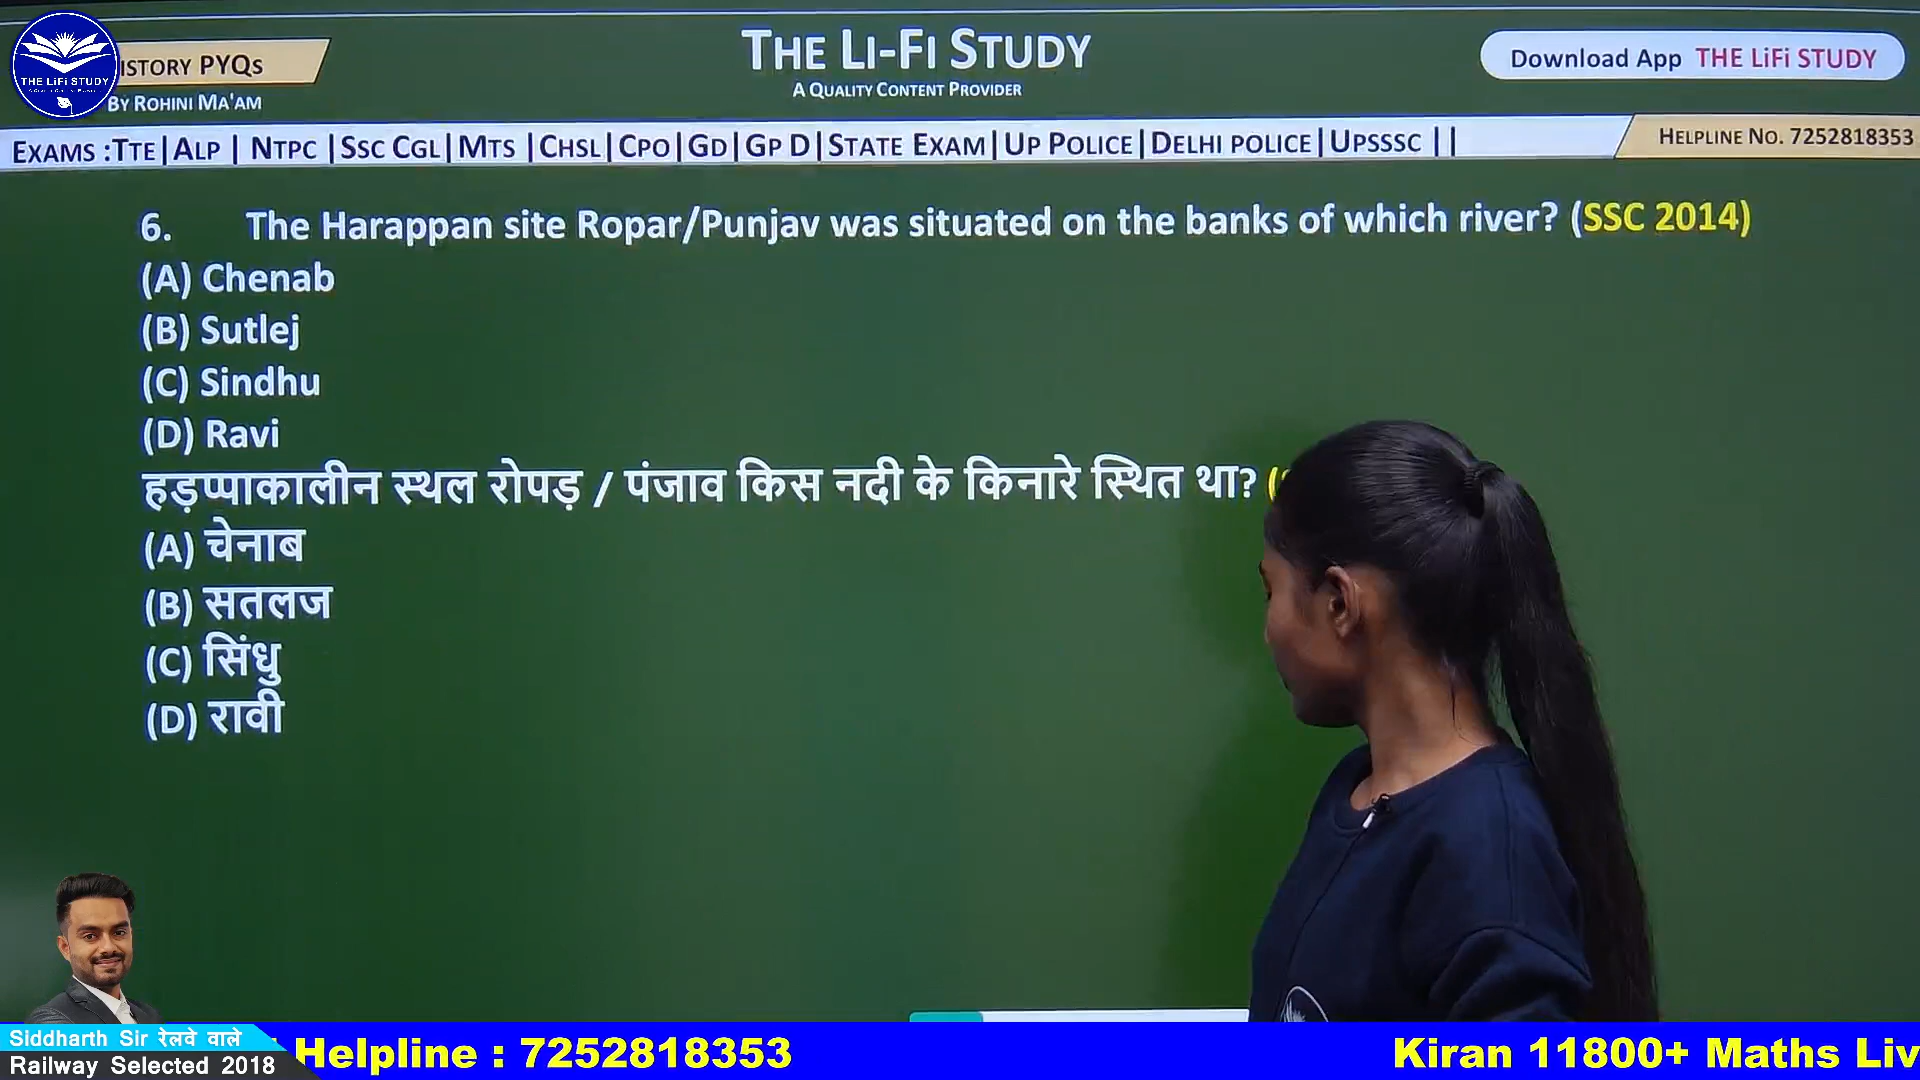 THE LI-FI STUDY
A QUALITY CONTENT PROVIDER
Download App THE LiFi STUDY
THE LiFi STUDY
ISTORY PYQs
BY ROHINI MA'AM
EXAMS :TTE|ALP | NTPC |SSC CGL|MTS |CHSL|CPO|GD|GP D|STATE EXAM|UP POLICE|DELHI POLICE|UPSSSC ||
HELPLINE NO. 7252818353
6. The Harappan site Ropar/Punjav was situated on the banks of which river? (SSC 2014)
(A) Chenab
(B) Sutlej
(C) Sindhu
(D) Ravi
हड़प्पाकालीन स्थल रोपड़ / पंजाव किस नदी के किनारे स्थित था? (
(A) चेनाब
(B) सतलज
(C) सिंधु
(D) रावी
Siddharth Sir रेलवे वाले
Railway Selected 2018
Helpline : 7252818353
Kiran 11800+ Maths Liv